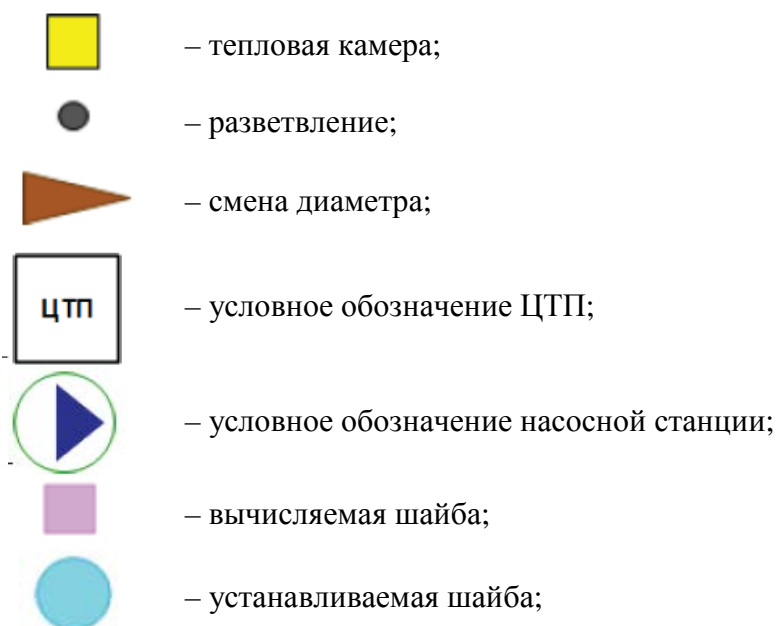 – тепловая камера;
– разветвление;
– смена диаметра;
ЦТП – условное обозначение ЦТП;
– условное обозначение насосной станции;
– вычисляемая шайба;
– устанавливаемая шайба;